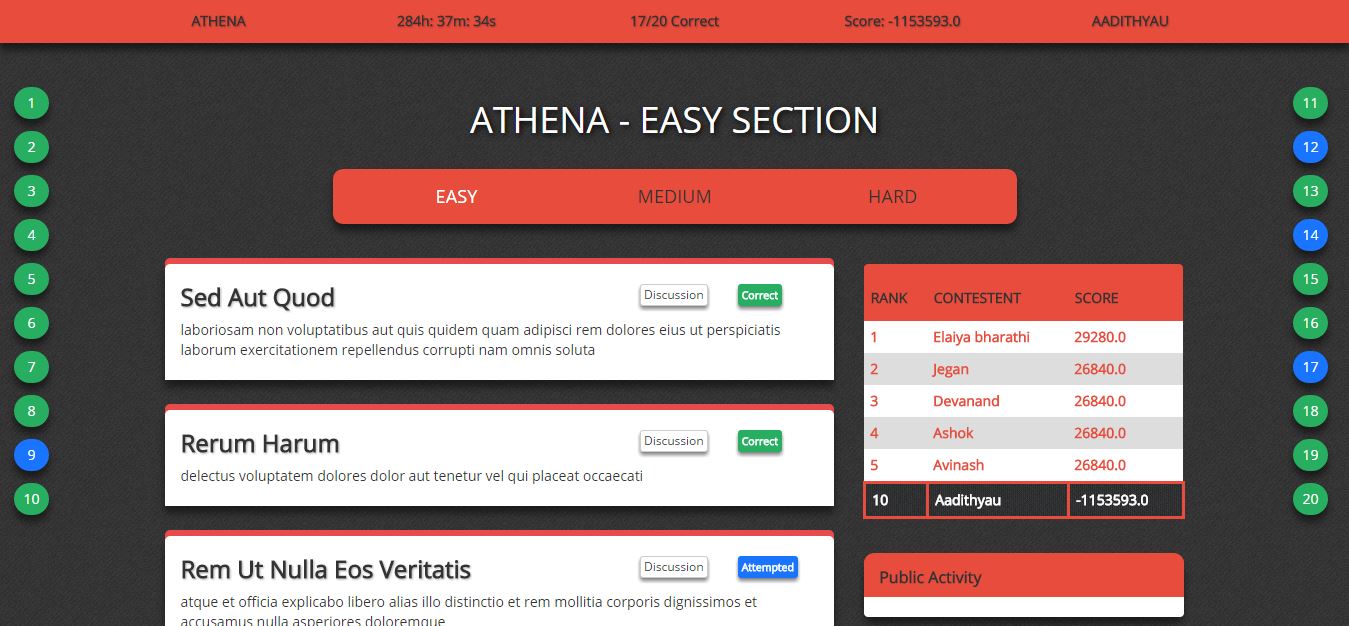 ATHENA 284h: 37m: 34s 17/20 Correct Score: -1153593.0 AADITHYAU
ATHENA - EASY SECTION
EASY MEDIUM HARD
1
2
3
4
5
6
7
8
9
10
Sed Aut Quod Discussion Correct
laboriosam non voluptatibus aut quis quidem quam adipisci rem dolores eius ut perspiciatis
laborum exercitationem repellendus corrupti nam omnis soluta
Rerum Harum Discussion Correct
delectus voluptatem dolores dolor aut tenetur vel qui placeat occaecati
Rem Ut Nulla Eos Veritatis Discussion Attempted
atque et officia explicabo libero alias illo distinctio et rem mollitia corporis dignissimos et
accusamus nulla asperiores doloremque
RANK CONTESTENT SCORE
1 Elaiya bharathi 29280.0
2 Jegan 26840.0
3 Devanand 26840.0
4 Ashok 26840.0
5 Avinash 26840.0
10 Aadithyau -1153593.0
Public Activity
11
12
13
14
15
16
17
18
19
20